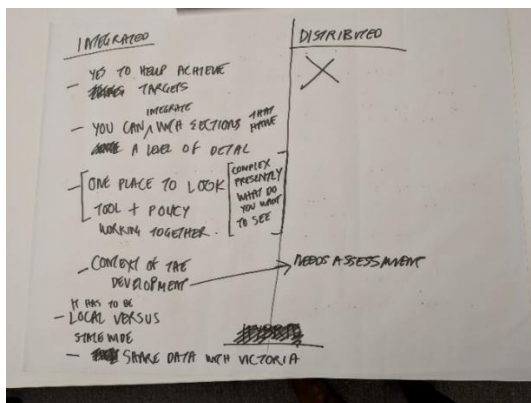 INTEGRATED
- YES TO HELP ACHIEVE
TARGETS
- YOU CAN INTEGRATE WITH SECTIONS THAT HAVE
A LEVEL OF DETAIL
- ONE PLACE TO LOOK
TOOL + POLICY
WORKING TOGETHER.
COMPLEX
PRESENTLY
WHAT DO
YOU WANT
TO SEE
- CONTEXT OF THE
DEVELOPMENT
IT HAS TO BE
- LOCAL VERSUS
STATE WIDE
- SHARE DATA WITH VICTORIA
DISTRIBUTED
X
NEEDS ASSESSMENT